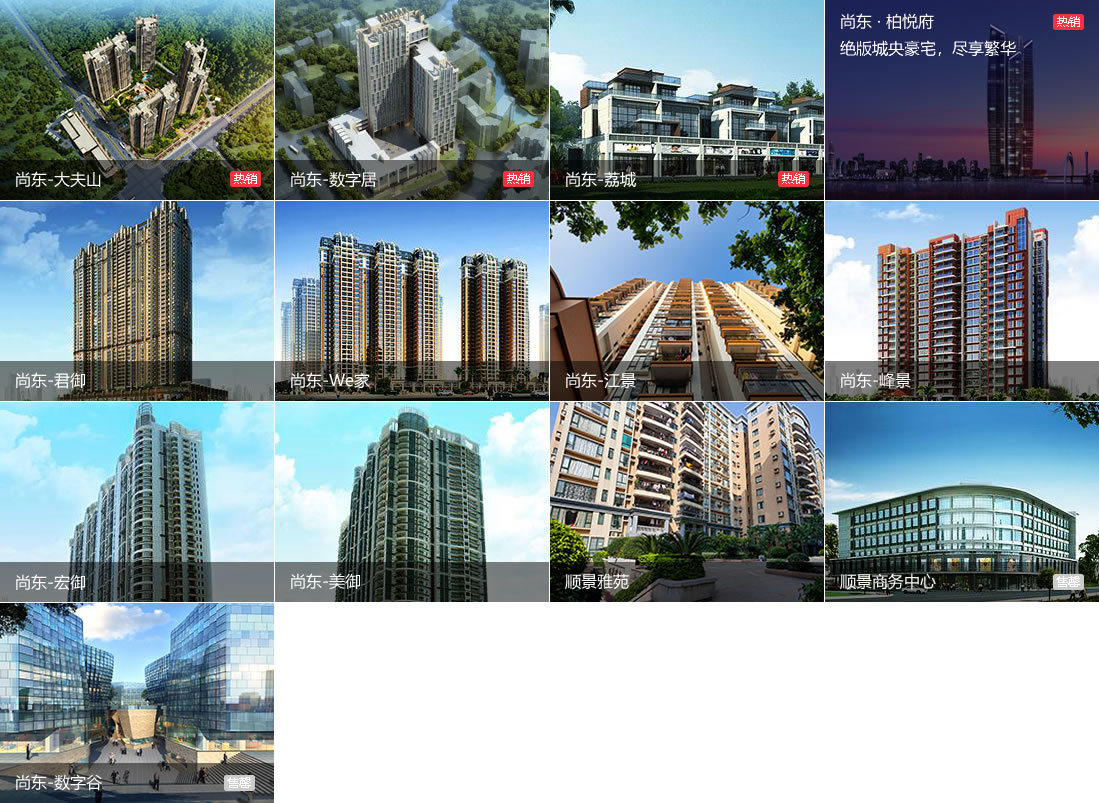 尚东-大夫山
热销
尚东-数字居
热销
尚东-荔城
热销
尚东 · 柏悦府
热销
绝版城央豪宅，尽享繁华
尚东-君御
尚东-We家
尚东-江景
尚东-峰景
尚东-宏御
尚东-美御
顺景雅苑
顺景商务中心
售罄
尚东-数字谷
售罄